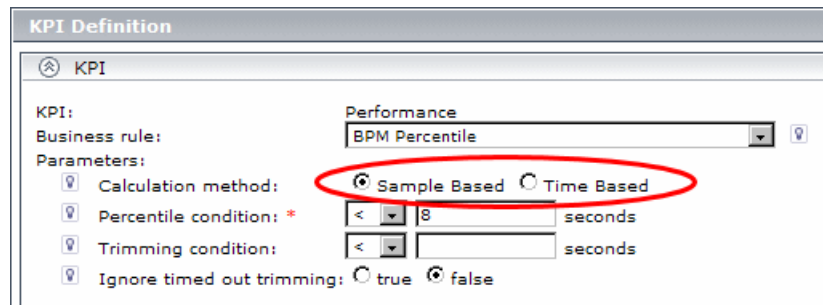 KPI Definition
KPI
KPI: Performance
Business rule: BPM Percentile
Parameters:
Calculation method: Sample Based Time Based
Percentile condition: * < 8 seconds
Trimming condition: < seconds
Ignore timed out trimming: true false